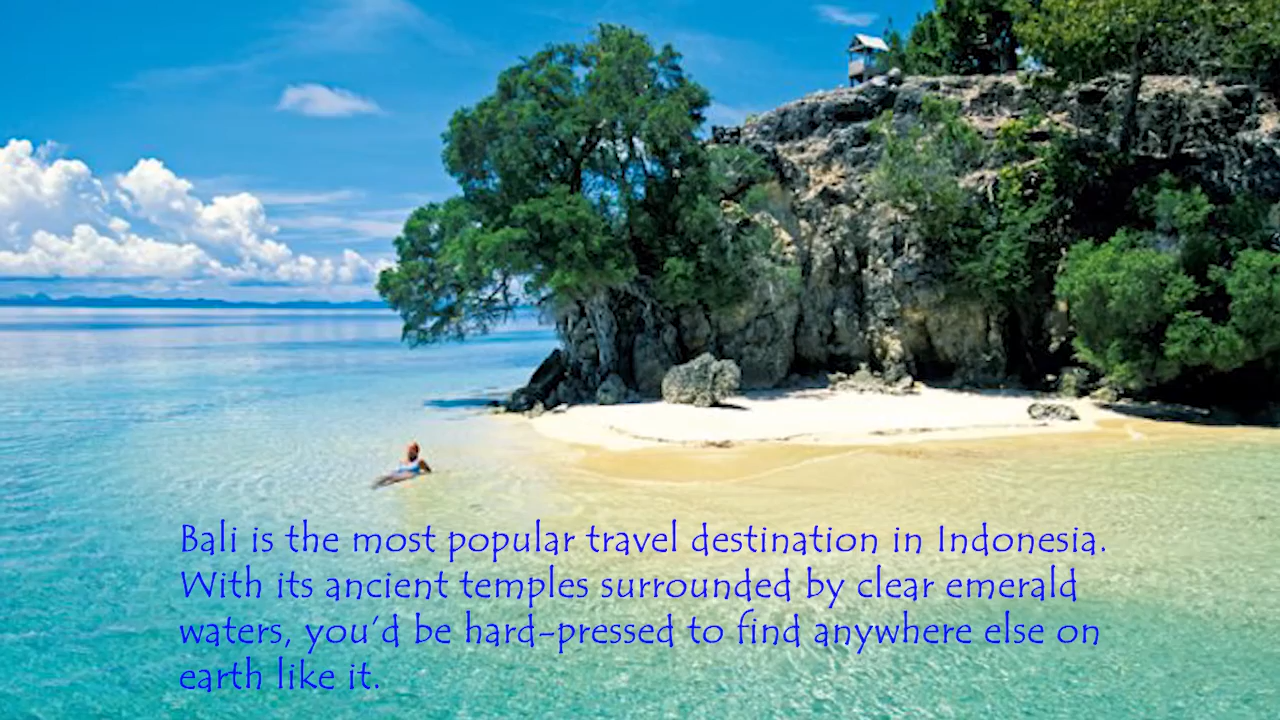 Bali is the most popular travel destination in Indonesia.
With its ancient temples surrounded by clear emerald
waters, you’d be hard-pressed to find anywhere else on
earth like it.